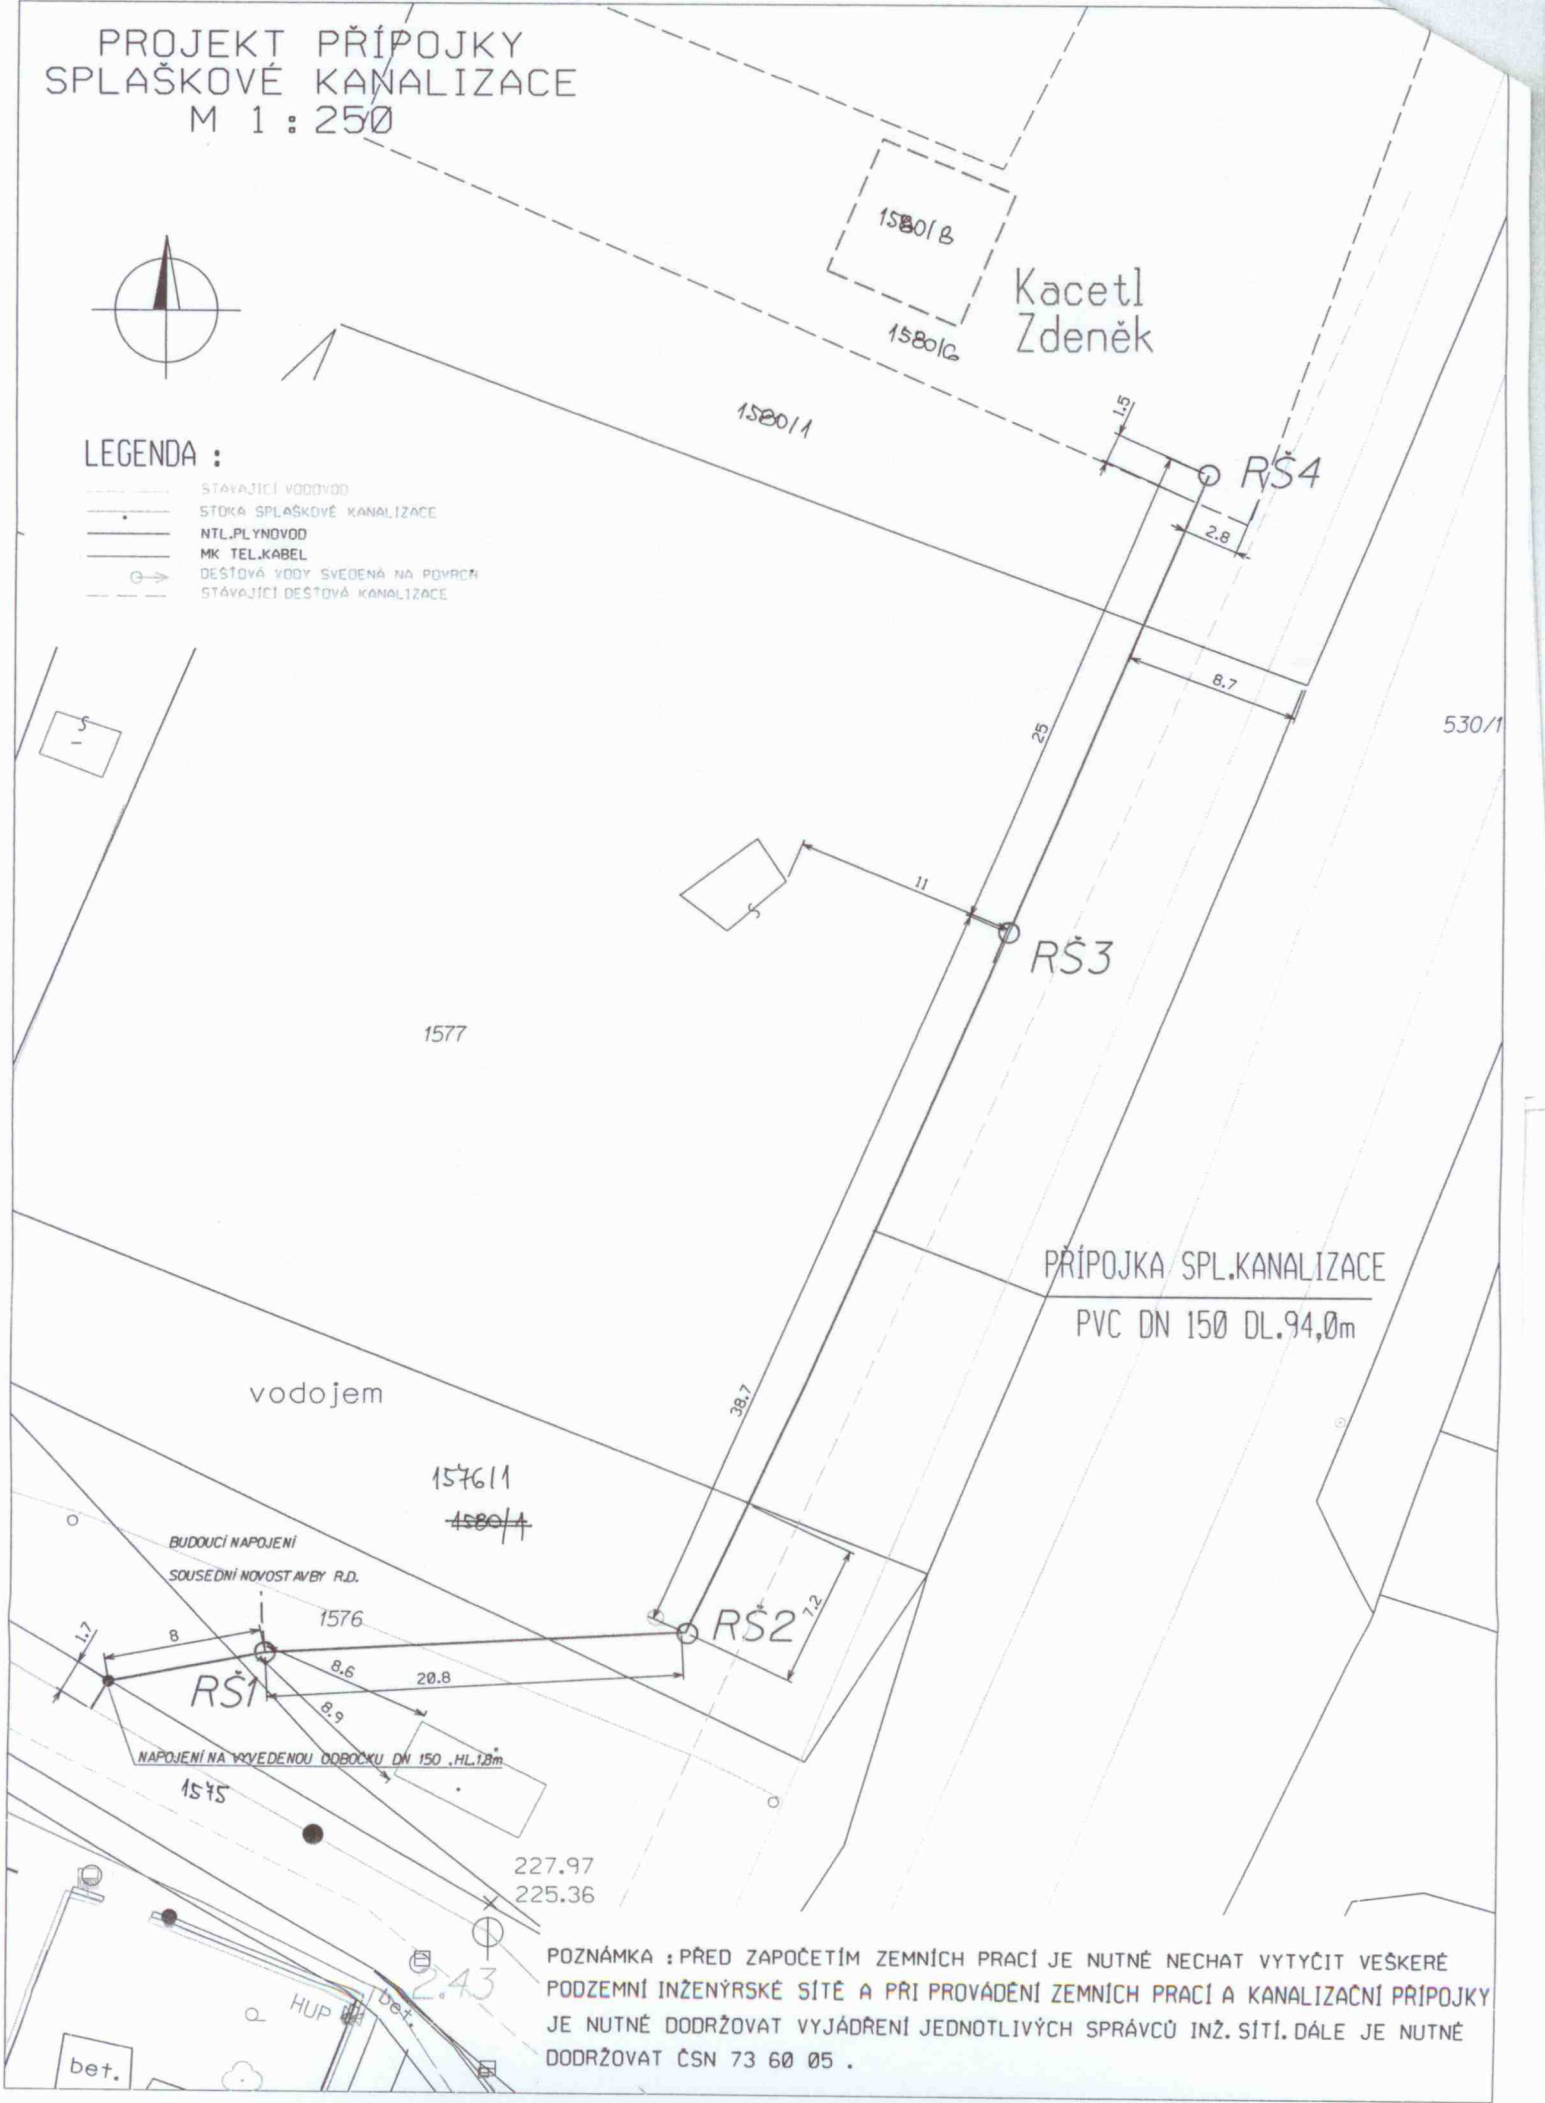 PROJEKT PŘÍPOJKY
SPLAŠKOVÉ KANALIZACE
M 1 : 250
1580/8
Kacetl
Zdeněk
1580/6
1580/1
1.5
RŠ4
2.8
LEGENDA :
STÁVAJÍCÍ VODOVOD
STOKA SPLAŠKOVÉ KANALIZACE
NTL.PLYNOVOD
MK TEL.KABEL
DEŠŤOVÁ VODY SVEDENÁ NA POVRCH
STÁVAJÍCÍ DEŠŤOVÁ KANALIZACE
8.7
25
530/1
11
RŠ3
1577
PŘÍPOJKA SPL.KANALIZACE
PVC DN 150 DL.94,0m
vodojem
38.7
1576/1
1580/1
BUDOUCÍ NAPOJENÍ
SOUSEDNÍ NOVOSTAVBY R.D.
1576
RŠ2
7.2
1.7
8
RŠ1
8.6
20.8
8.9
NAPOJENÍ NA VYVEDENOU ODBOČKU DN 150 ,HL.1.8m
1575
227.97
225.36
2.43
HUP
bet.
bet.
POZNÁMKA : PŘED ZAPOČETÍM ZEMNÍCH PRACÍ JE NUTNÉ NECHAT VYTYČIT VEŠKERÉ
PODZEMNÍ INŽENÝRSKÉ SÍTĚ A PŘI PROVÁDĚNÍ ZEMNÍCH PRACÍ A KANALIZAČNÍ PŘÍPOJKY
JE NUTNÉ DODRŽOVAT VYJÁDŘENÍ JEDNOTLIVÝCH SPRÁVCŮ INŽ. SÍTÍ. DÁLE JE NUTNÉ
DODRŽOVAT ČSN 73 60 05 .